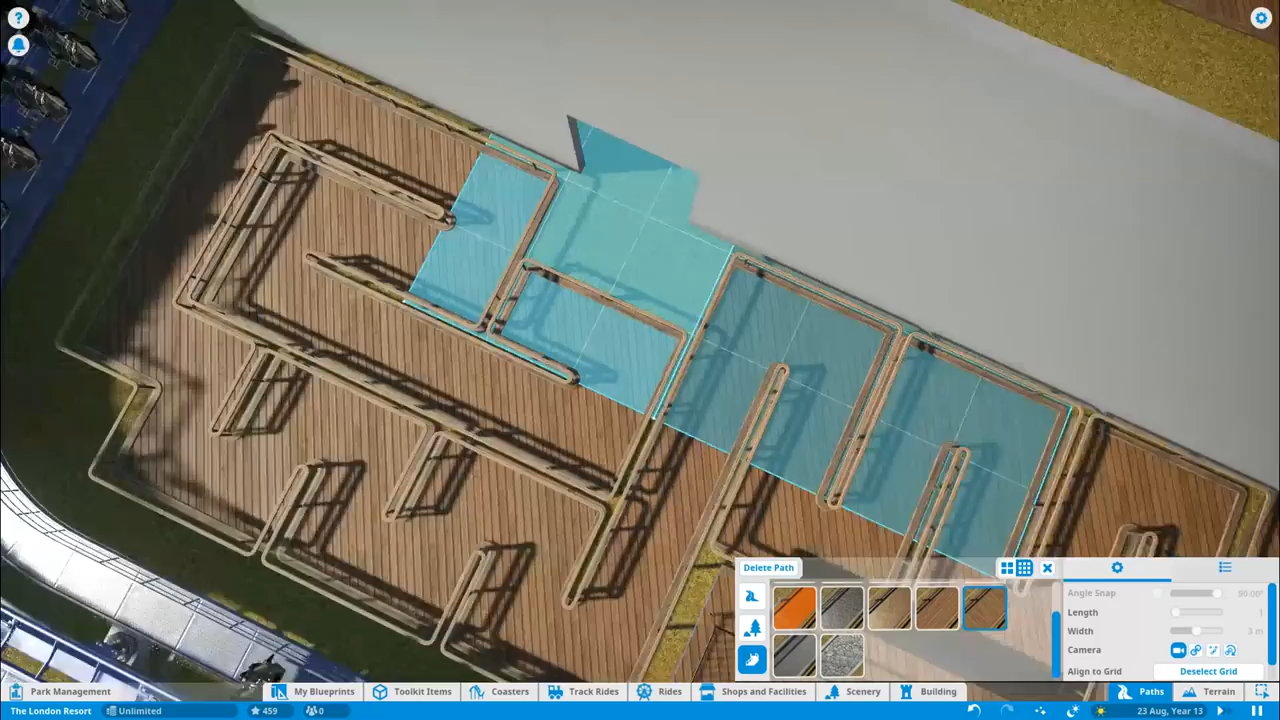 ?
Delete Path
Angle Snap 90.00°
Length 1
Width 3 m
Camera
Align to Grid Deselect Grid
Park Management My Blueprints Toolkit Items Coasters Track Rides Rides Shops and Facilities Scenery Building Paths Terrain
The London Resort Unlimited 459 0 23 Aug, Year 13